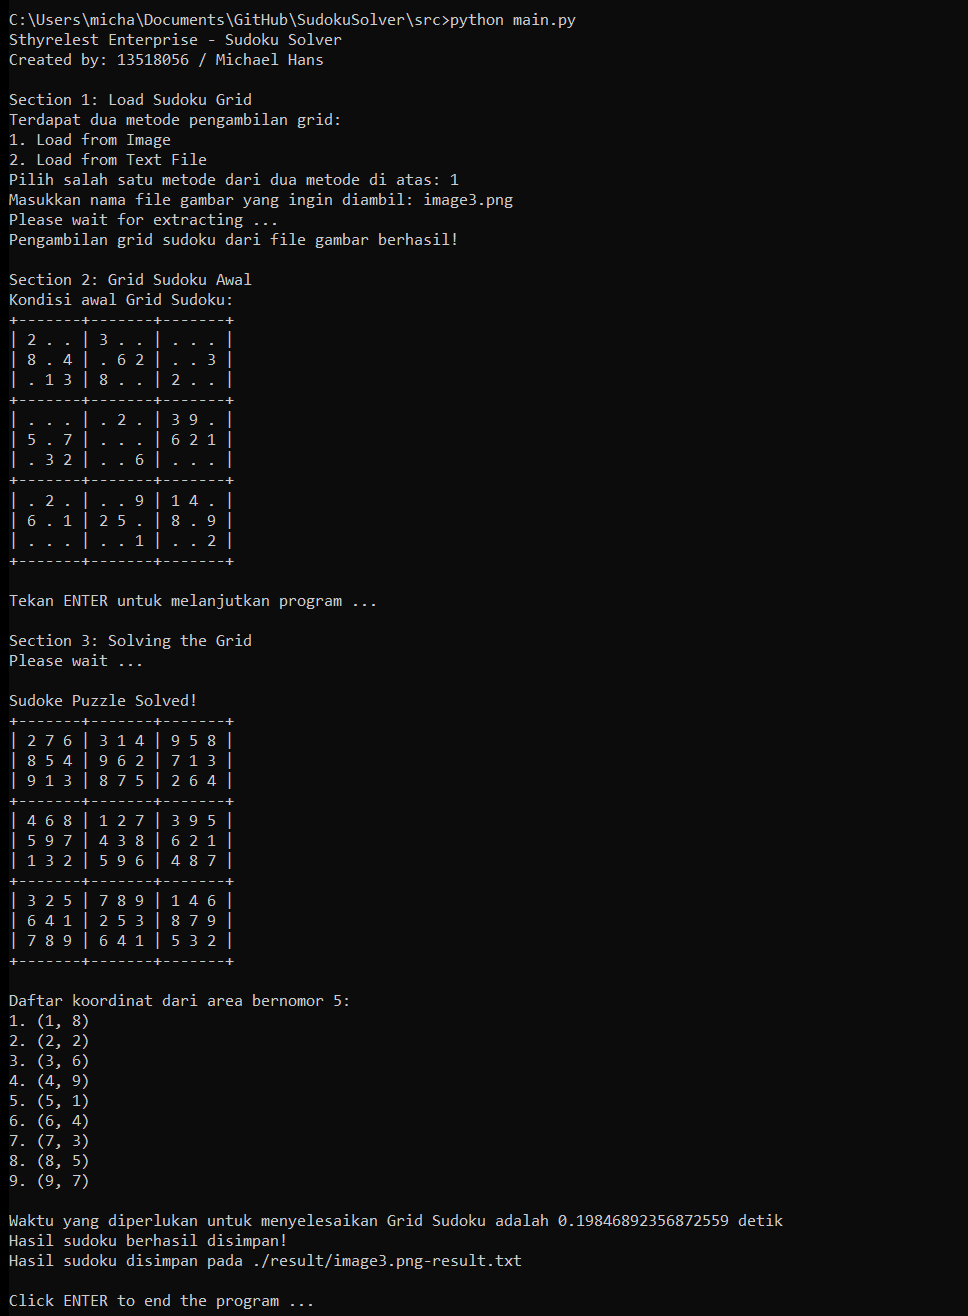 C:\Users\micha\Documents\GitHub\SudokuSolver\src>python main.py
Sthyrelest Enterprise - Sudoku Solver
Created by: 13518056 / Michael Hans
Section 1: Load Sudoku Grid
Terdapat dua metode pengambilan grid:
1. Load from Image
2. Load from Text File
Pilih salah satu metode dari dua metode di atas: 1
Masukkan nama file gambar yang ingin diambil: image3.png
Please wait for extracting ...
Pengambilan grid sudoku dari file gambar berhasil!
Section 2: Grid Sudoku Awal
Kondisi awal Grid Sudoku:
+-------+-------+-------+
| 2 . . | 3 . . | . . . |
| 8 . 4 | . 6 2 | . . 3 |
| . 1 3 | 8 . . | 2 . . |
+-------+-------+-------+
| . . . | . 2 . | 3 9 . |
| 5 . 7 | . . . | 6 2 1 |
| . 3 2 | . . 6 | . . . |
+-------+-------+-------+
| . 2 . | . . 9 | 1 4 . |
| 6 . 1 | 2 5 . | 8 . 9 |
| . . . | . . 1 | . . 2 |
+-------+-------+-------+
Tekan ENTER untuk melanjutkan program ...
Section 3: Solving the Grid
Please wait ...
Sudoke Puzzle Solved!
+-------+-------+-------+
| 2 7 6 | 3 1 4 | 9 5 8 |
| 8 5 4 | 9 6 2 | 7 1 3 |
| 9 1 3 | 8 7 5 | 2 6 4 |
+-------+-------+-------+
| 4 6 8 | 1 2 7 | 3 9 5 |
| 5 9 7 | 4 3 8 | 6 2 1 |
| 1 3 2 | 5 9 6 | 4 8 7 |
+-------+-------+-------+
| 3 2 5 | 7 8 9 | 1 4 6 |
| 6 4 1 | 2 5 3 | 8 7 9 |
| 7 8 9 | 6 4 1 | 5 3 2 |
+-------+-------+-------+
Daftar koordinat dari area bernomor 5:
1. (1, 8)
2. (2, 2)
3. (3, 6)
4. (4, 9)
5. (5, 1)
6. (6, 4)
7. (7, 3)
8. (8, 5)
9. (9, 7)
Waktu yang diperlukan untuk menyelesaikan Grid Sudoku adalah 0.19846892356872559 detik
Hasil sudoku berhasil disimpan!
Hasil sudoku disimpan pada ./result/image3.png-result.txt
Click ENTER to end the program ...